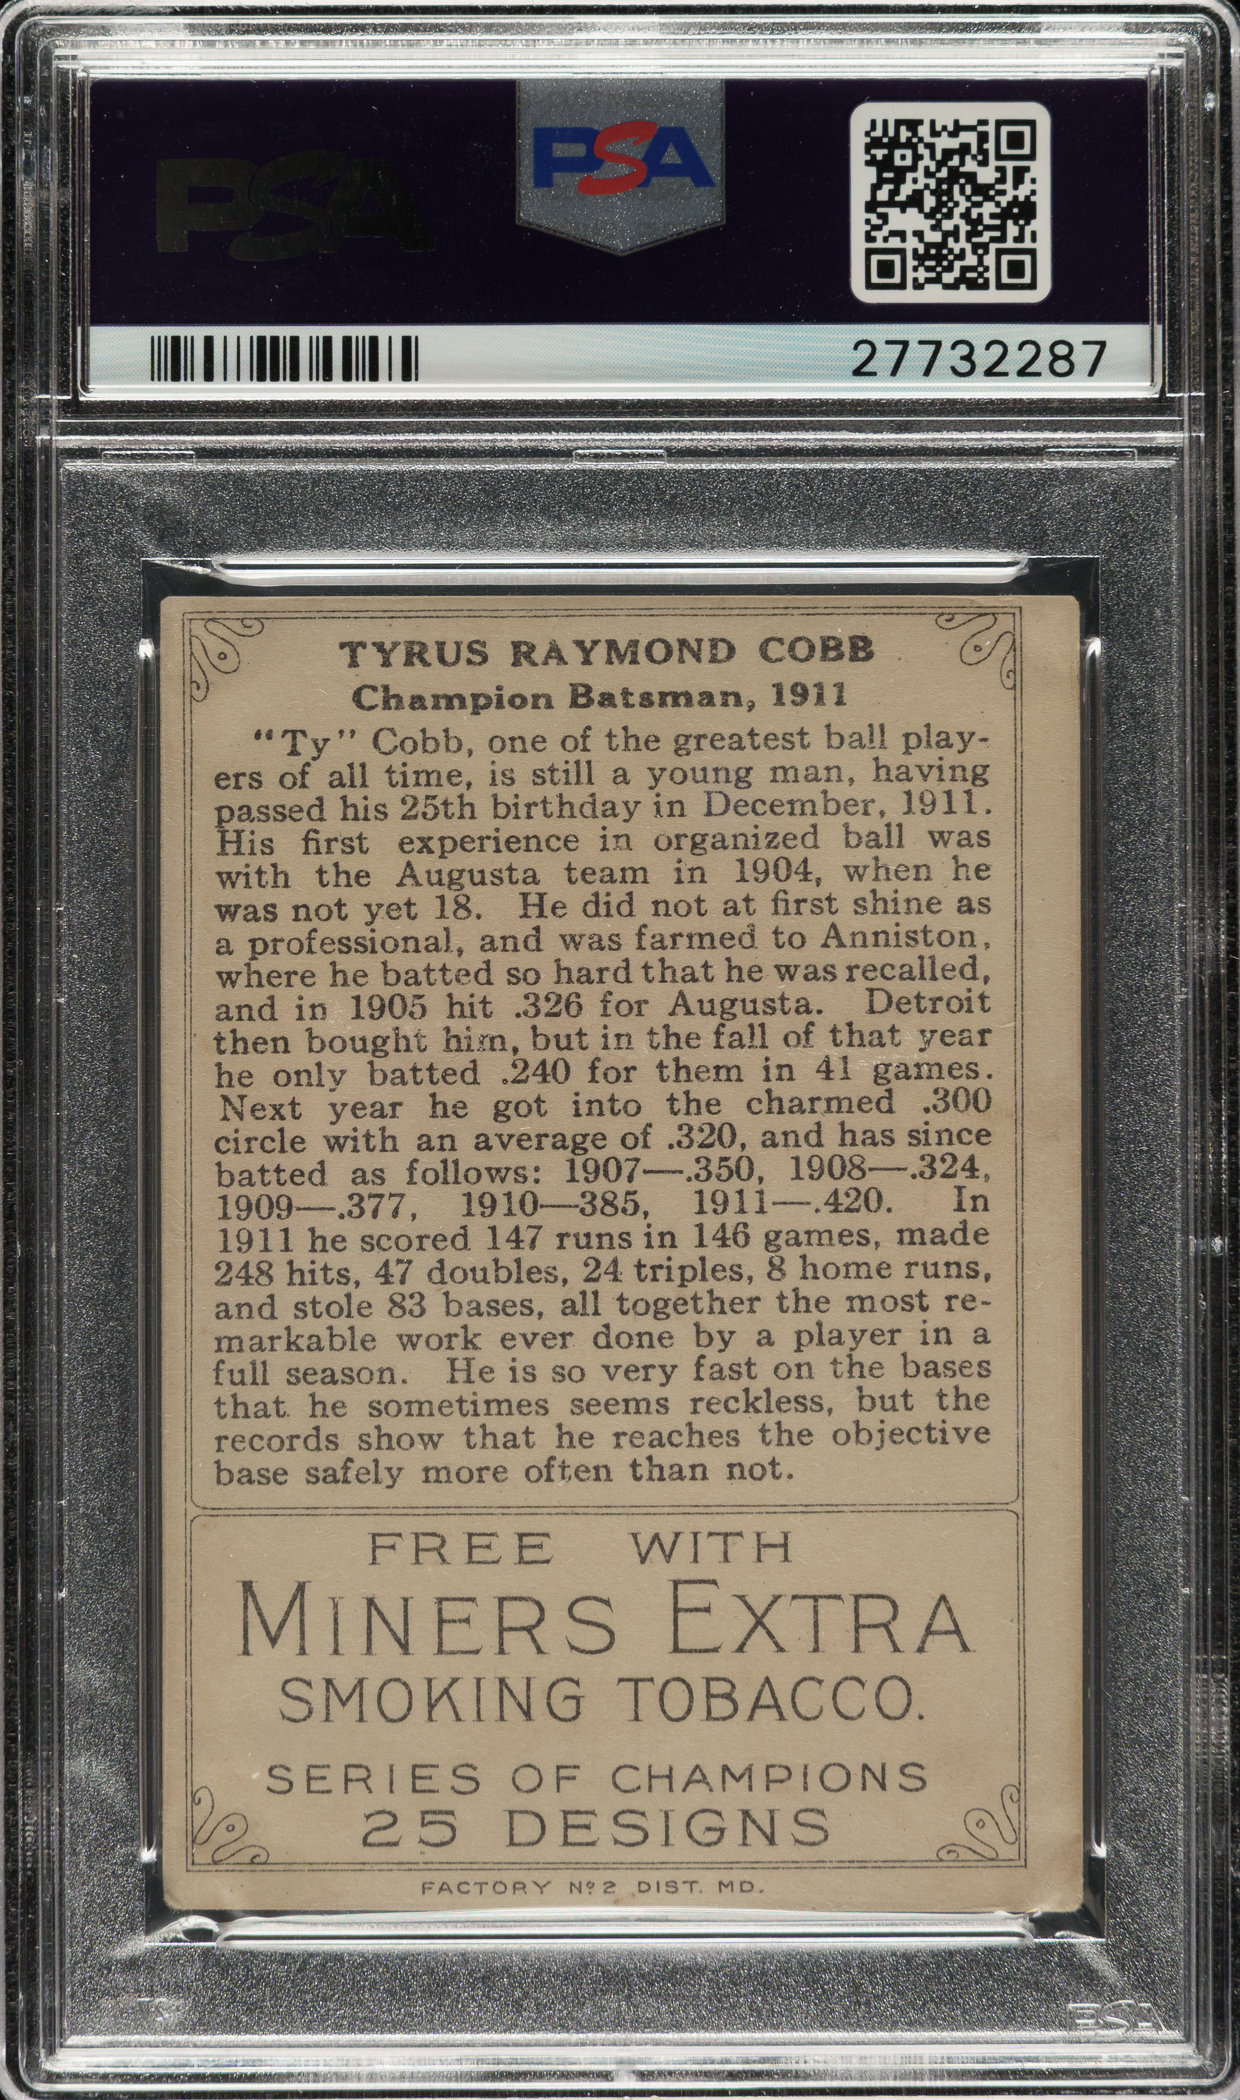 PSA
PSA
27732287
TYRUS RAYMOND COBB
Champion Batsman, 1911
"Ty" Cobb, one of the greatest ball play-
ers of all time, is still a young man, having
passed his 25th birthday in December, 1911.
His first experience in organized ball was
with the Augusta team in 1904, when he
was not yet 18. He did not at first shine as
a professional, and was farmed to Anniston,
where he batted so hard that he was recalled,
and in 1905 hit .326 for Augusta. Detroit
then bought him, but in the fall of that year
he only batted .240 for them in 41 games.
Next year he got into the charmed .300
circle with an average of .320, and has since
batted as follows: 1907—.350, 1908—.324,
1909—.377, 1910—385, 1911—.420. In
1911 he scored 147 runs in 146 games, made
248 hits, 47 doubles, 24 triples, 8 home runs,
and stole 83 bases, all together the most re-
markable work ever done by a player in a
full season. He is so very fast on the bases
that he sometimes seems reckless, but the
records show that he reaches the objective
base safely more often than not.
FREE WITH
MINERS EXTRA
SMOKING TOBACCO.
SERIES OF CHAMPIONS
25 DESIGNS
FACTORY Nº 2 DIST. MD.
PSA